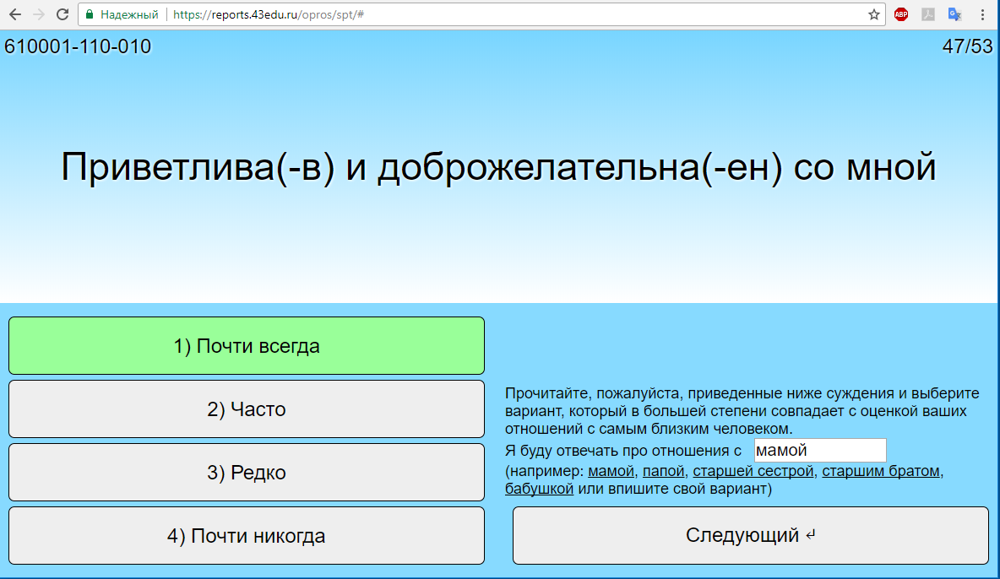 Надежный https://reports.43edu.ru/opros/spt/# ABP
610001-110-010 47/53
Приветлива(-в) и доброжелательна(-ен) со мной
1) Почти всегда
2) Часто
3) Редко
4) Почти никогда
Прочитайте, пожалуйста, приведенные ниже суждения и выберите
вариант, который в большей степени совпадает с оценкой ваших
отношений с самым близким человеком.
Я буду отвечать про отношения с мамой
(например: мамой, папой, старшей сестрой, старшим братом,
бабушкой или впишите свой вариант)
Следующий ↵